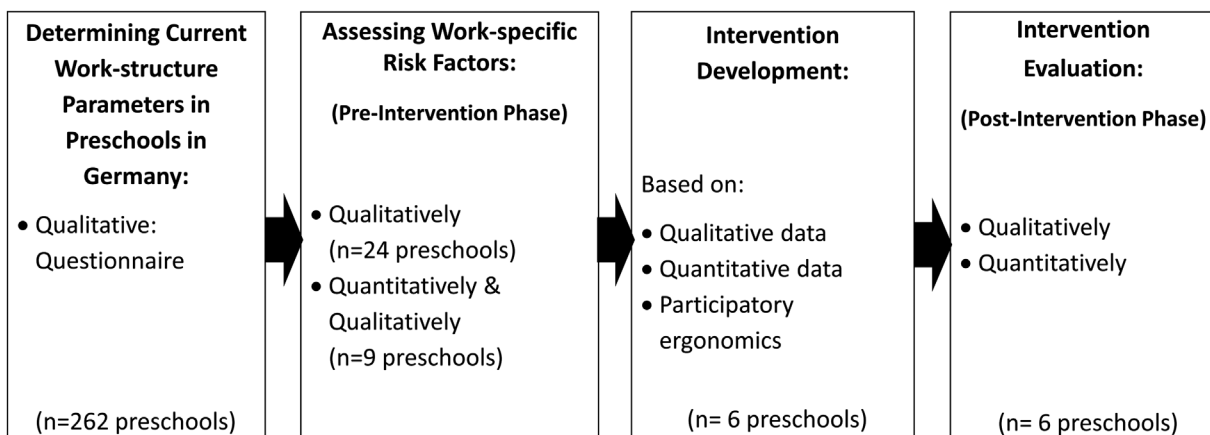 Determining Current
Work-structure
Parameters in
Preschools in
Germany:
• Qualitative:
Questionnaire
(n=262 preschools)
Assessing Work-specific
Risk Factors:
(Pre-Intervention Phase)
• Qualitatively
(n=24 preschools)
• Quantitatively &
Qualitatively
(n=9 preschools)
Intervention
Development:
Based on:
• Qualitative data
• Quantitative data
• Participatory
ergonomics
(n= 6 preschools)
Intervention
Evaluation:
(Post-Intervention Phase)
• Qualitatively
• Quantitatively
(n= 6 preschools)